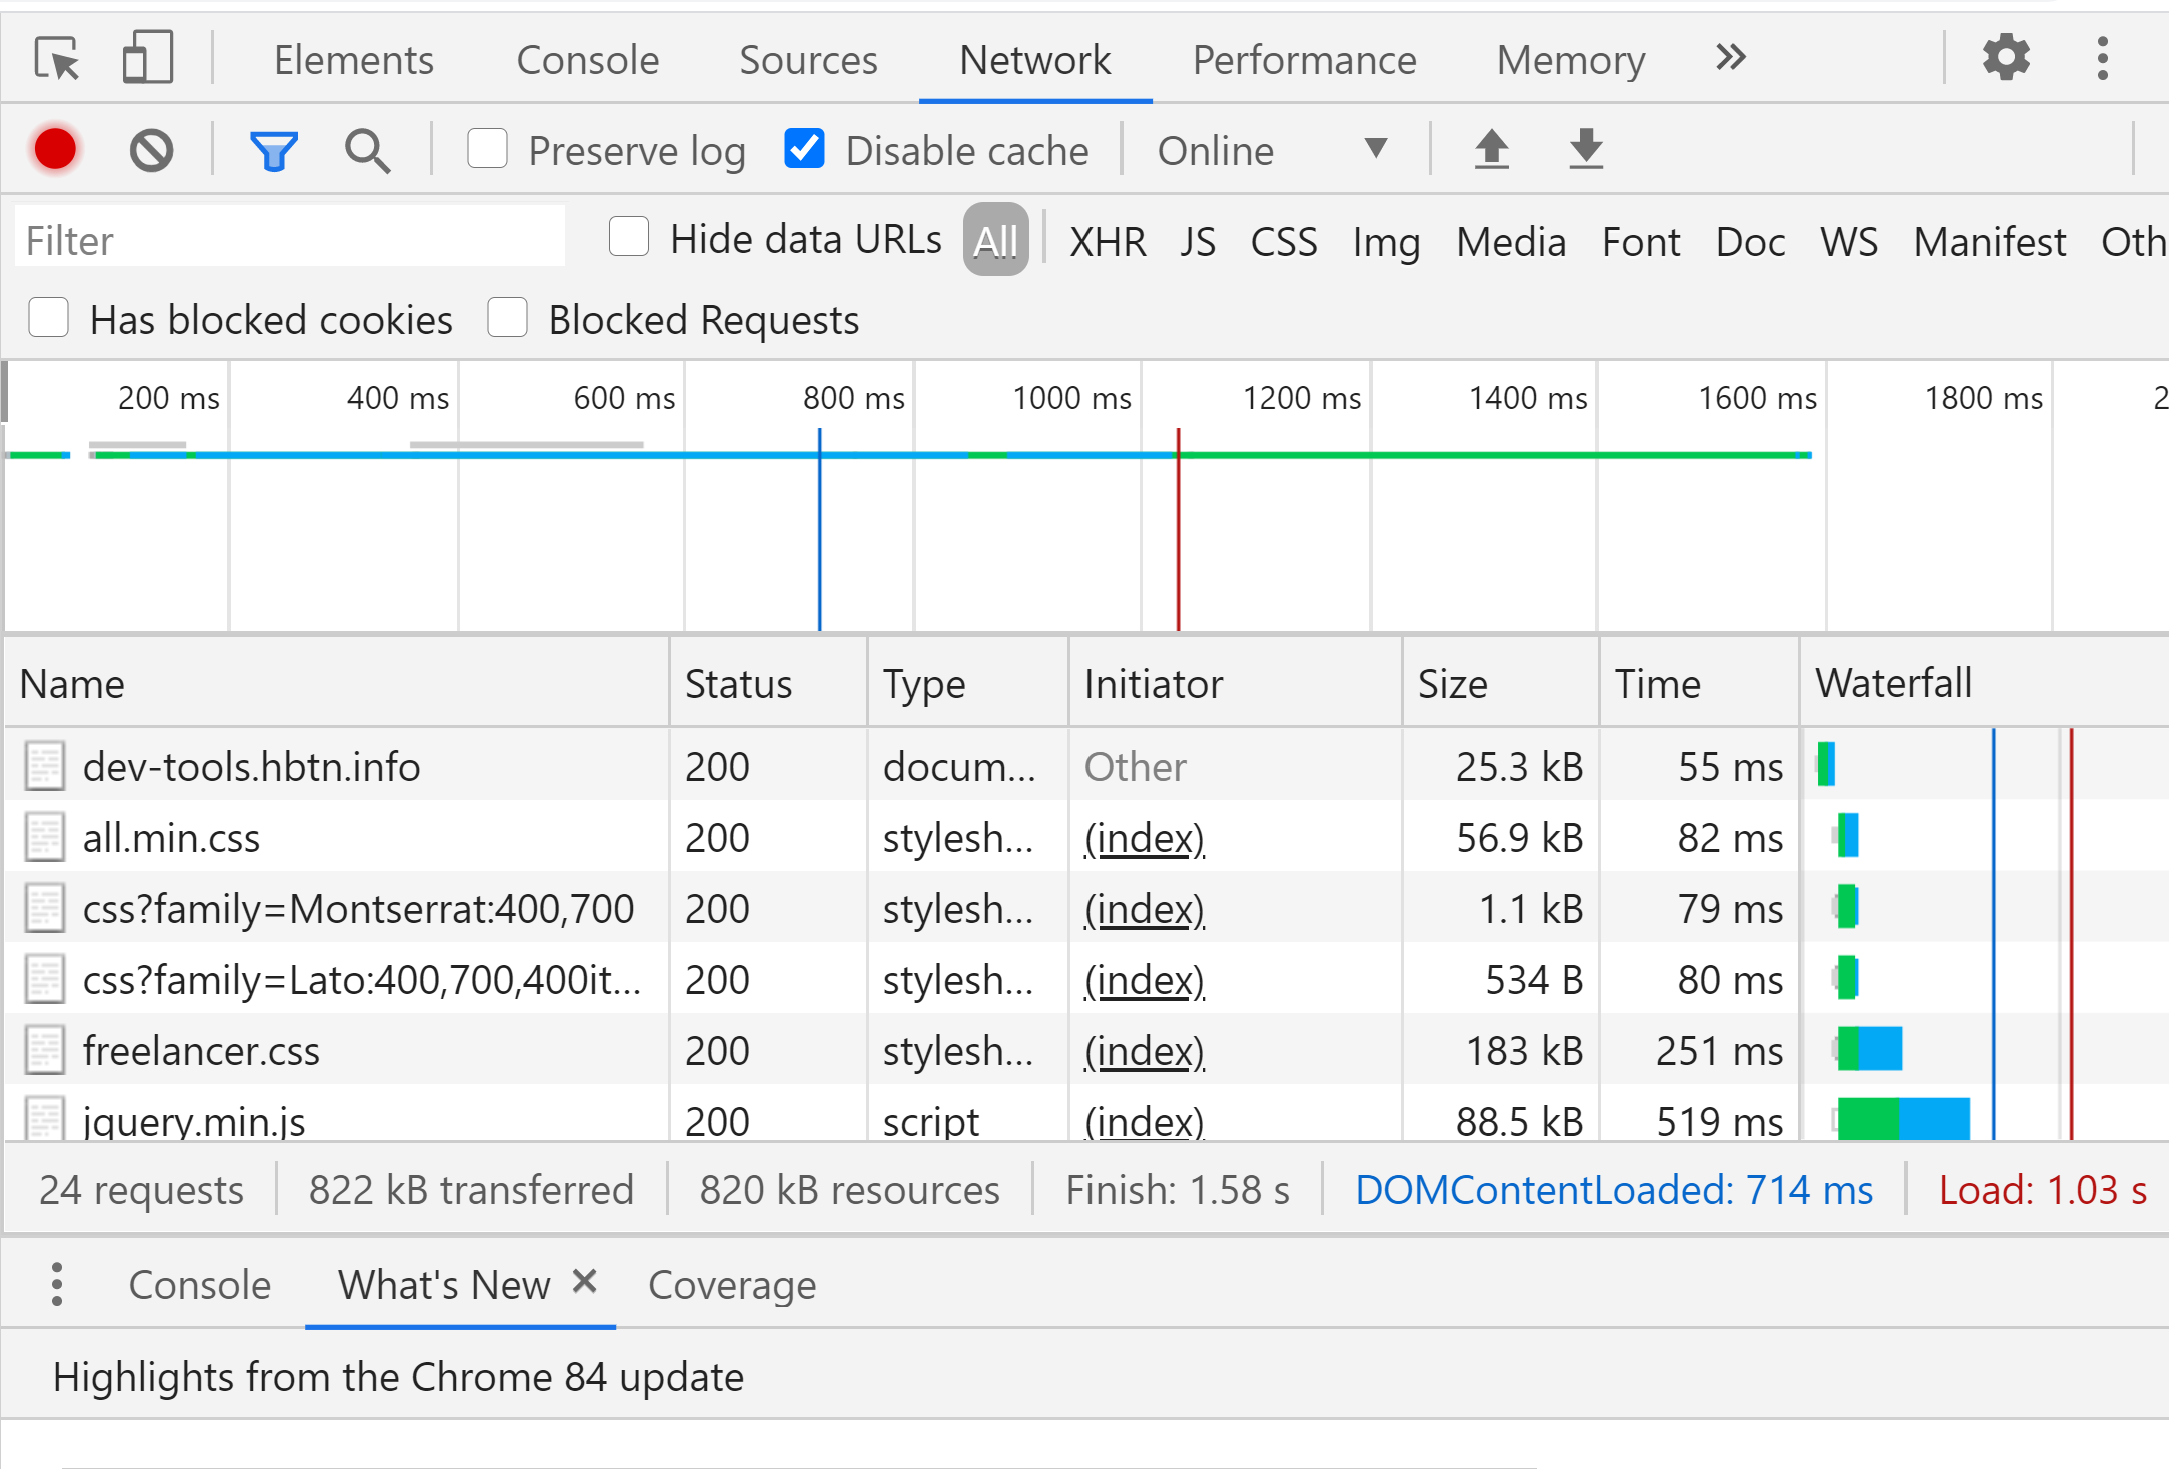 Elements Console Sources Network Performance Memory »
Preserve log Disable cache Online
Filter Hide data URLs All XHR JS CSS Img Media Font Doc WS Manifest Oth
Has blocked cookies Blocked Requests
200 ms 400 ms 600 ms 800 ms 1000 ms 1200 ms 1400 ms 1600 ms 1800 ms 2
Name Status Type Initiator Size Time Waterfall
dev-tools.hbtn.info 200 docum... Other 25.3 kB 55 ms
all.min.css 200 stylesh... (index) 56.9 kB 82 ms
css?family=Montserrat:400,700 200 stylesh... (index) 1.1 kB 79 ms
css?family=Lato:400,700,400it... 200 stylesh... (index) 534 B 80 ms
freelancer.css 200 stylesh... (index) 183 kB 251 ms
jquery.min.js 200 script (index) 88.5 kB 519 ms
24 requests 822 kB transferred 820 kB resources Finish: 1.58 s DOMContentLoaded: 714 ms Load: 1.03 s
Console What's New × Coverage
Highlights from the Chrome 84 update